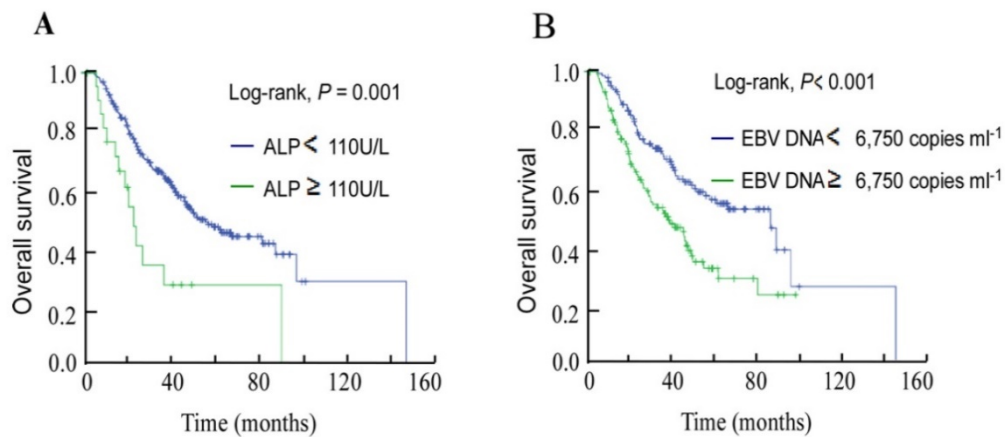 A
Overall survival
1.0
0.8
0.6
0.4
0.2
0.0
Log-rank, P = 0.001
ALP < 110U/L
ALP ≥ 110U/L
0 40 80 120 160
Time (months)
B
Overall survival
1.0
0.8
0.6
0.4
0.2
0.0
Log-rank, P< 0.001
EBV DNA< 6,750 copies ml⁻¹
EBV DNA≥ 6,750 copies ml⁻¹
0 40 80 120 160
Time (months)